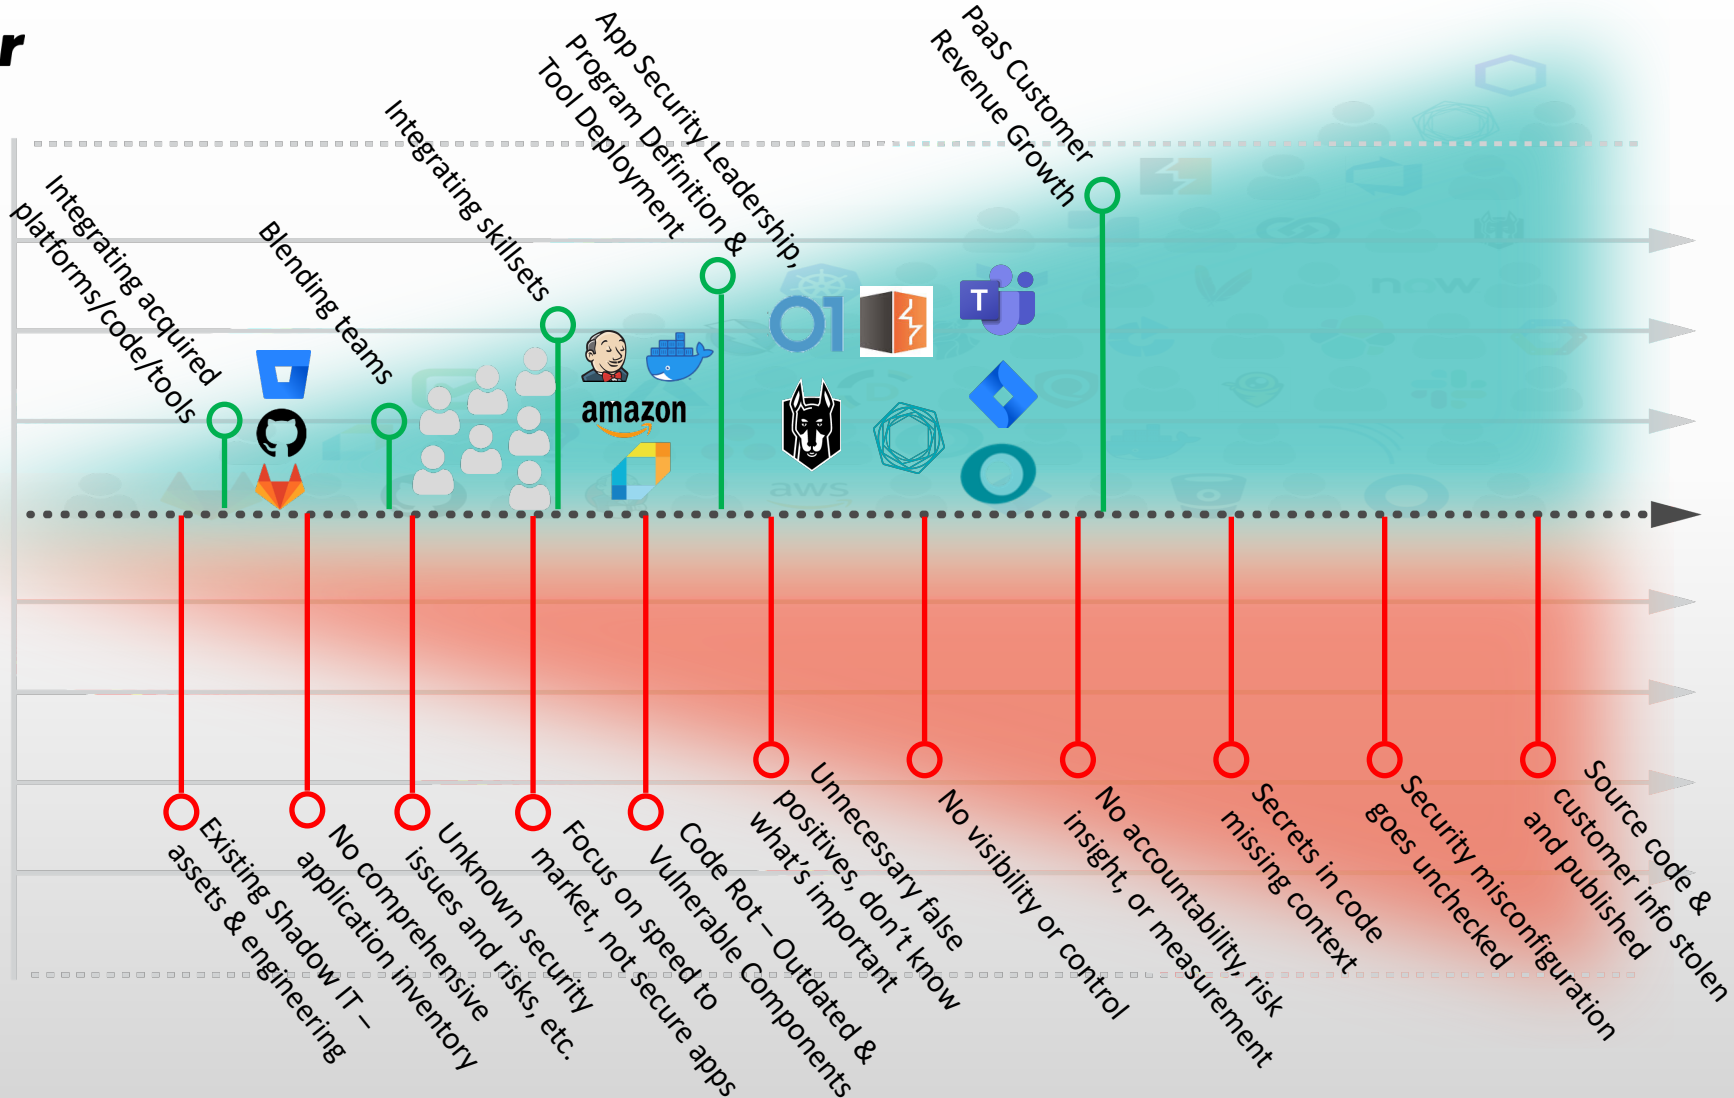 r
Integrating acquired
platforms/code/tools
Blending teams
Integrating skillsets
App Security Leadership,
Program Definition &
Tool Deployment
PaaS Customer
Revenue Growth
amazon
T
aws
now
Existing Shadow IT –
assets & engineering
No comprehensive
application inventory
Unknown security
issues and risks, etc.
Focus on speed to
market, not secure apps
Code Rot – Outdated &
Vulnerable Components
Unnecessary false
positives, don’t know
what’s important
No visibility or control
No accountability, risk
insight, or measurement
Secrets in code
missing context
Security misconfiguration
goes unchecked
Source code &
customer info stolen
and published